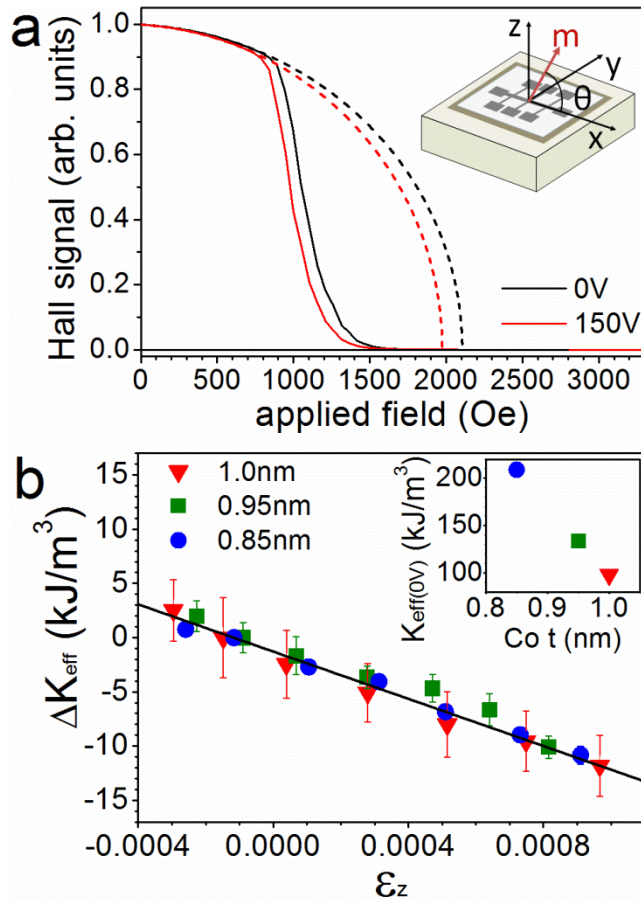 a
Hall signal (arb. units)
1.0
0.8
0.6
0.4
0.2
0.0
0 500 1000 1500 2000 2500 3000
applied field (Oe)
0V
150V
z
m
y
θ
x
b
ΔK_eff (kJ/m³)
15
10
5
0
-5
-10
-15
-0.0004 0.0000 0.0004 0.0008
ε_z
1.0nm
0.95nm
0.85nm
K_eff(0V) (kJ/m³)
200
150
100
0.8 0.9 1.0
Co t (nm)